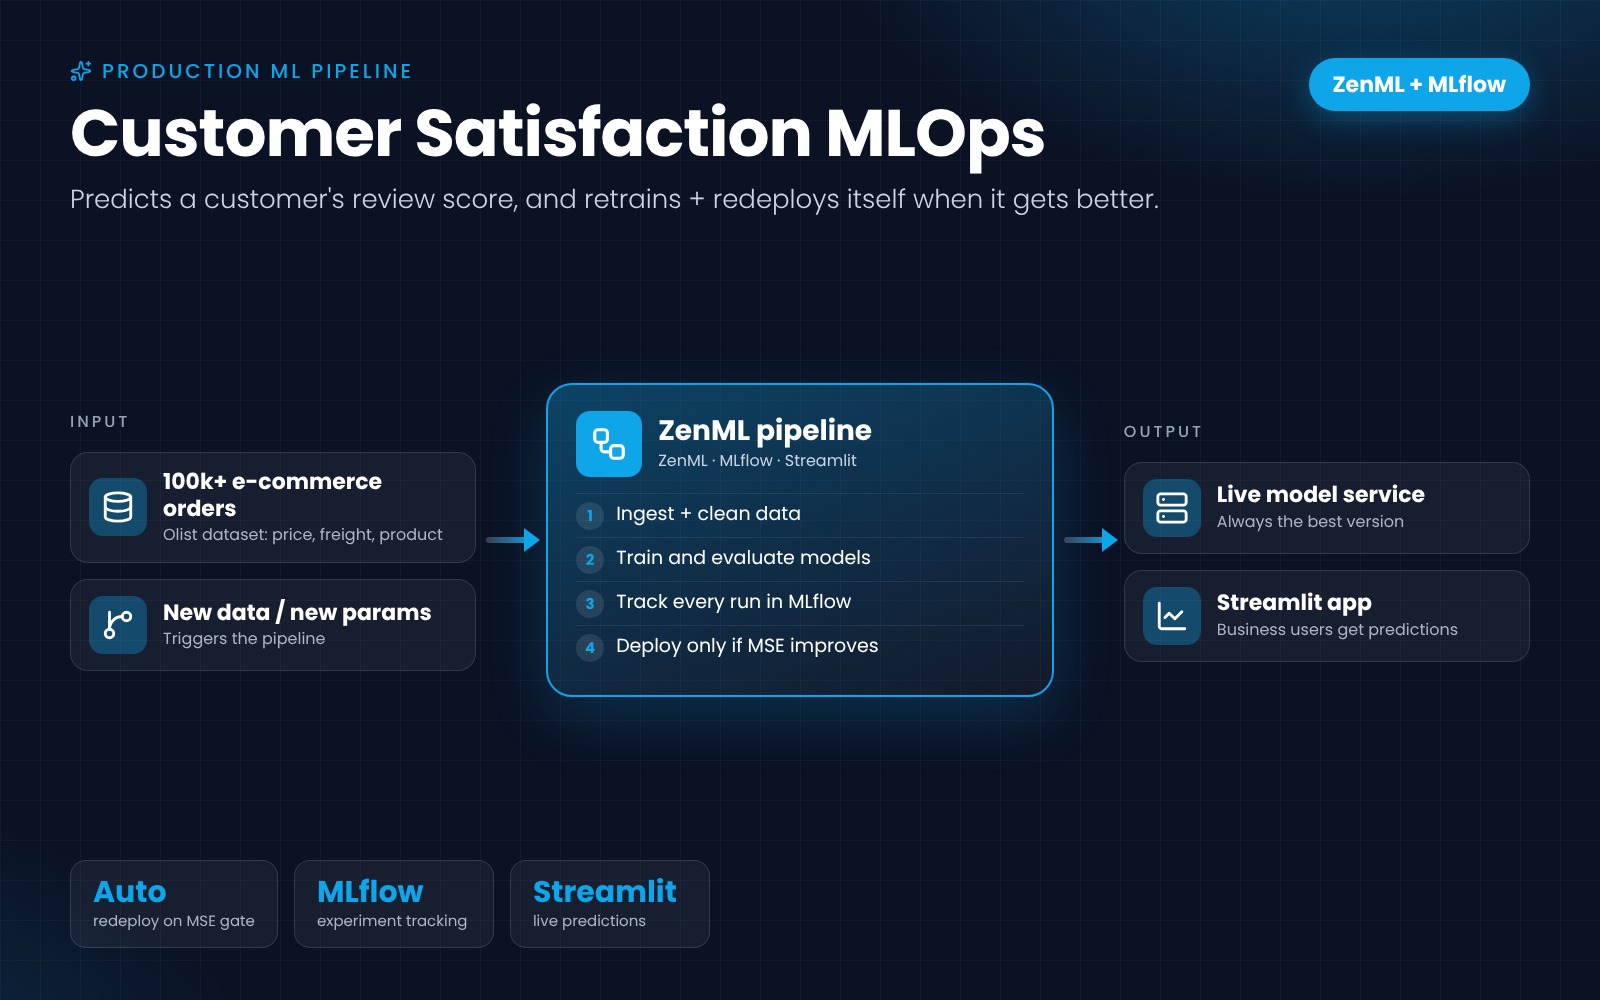 PRODUCTION ML PIPELINE
ZenML + MLflow
Customer Satisfaction MLOps
Predicts a customer's review score, and retrains + redeploys itself when it gets better.
INPUT
100k+ e-commerce
orders
Olist dataset: price, freight, product
New data / new params
Triggers the pipeline
ZenML pipeline
ZenML · MLflow · Streamlit
1 Ingest + clean data
2 Train and evaluate models
3 Track every run in MLflow
4 Deploy only if MSE improves
OUTPUT
Live model service
Always the best version
Streamlit app
Business users get predictions
Auto
redeploy on MSE gate
MLflow
experiment tracking
Streamlit
live predictions